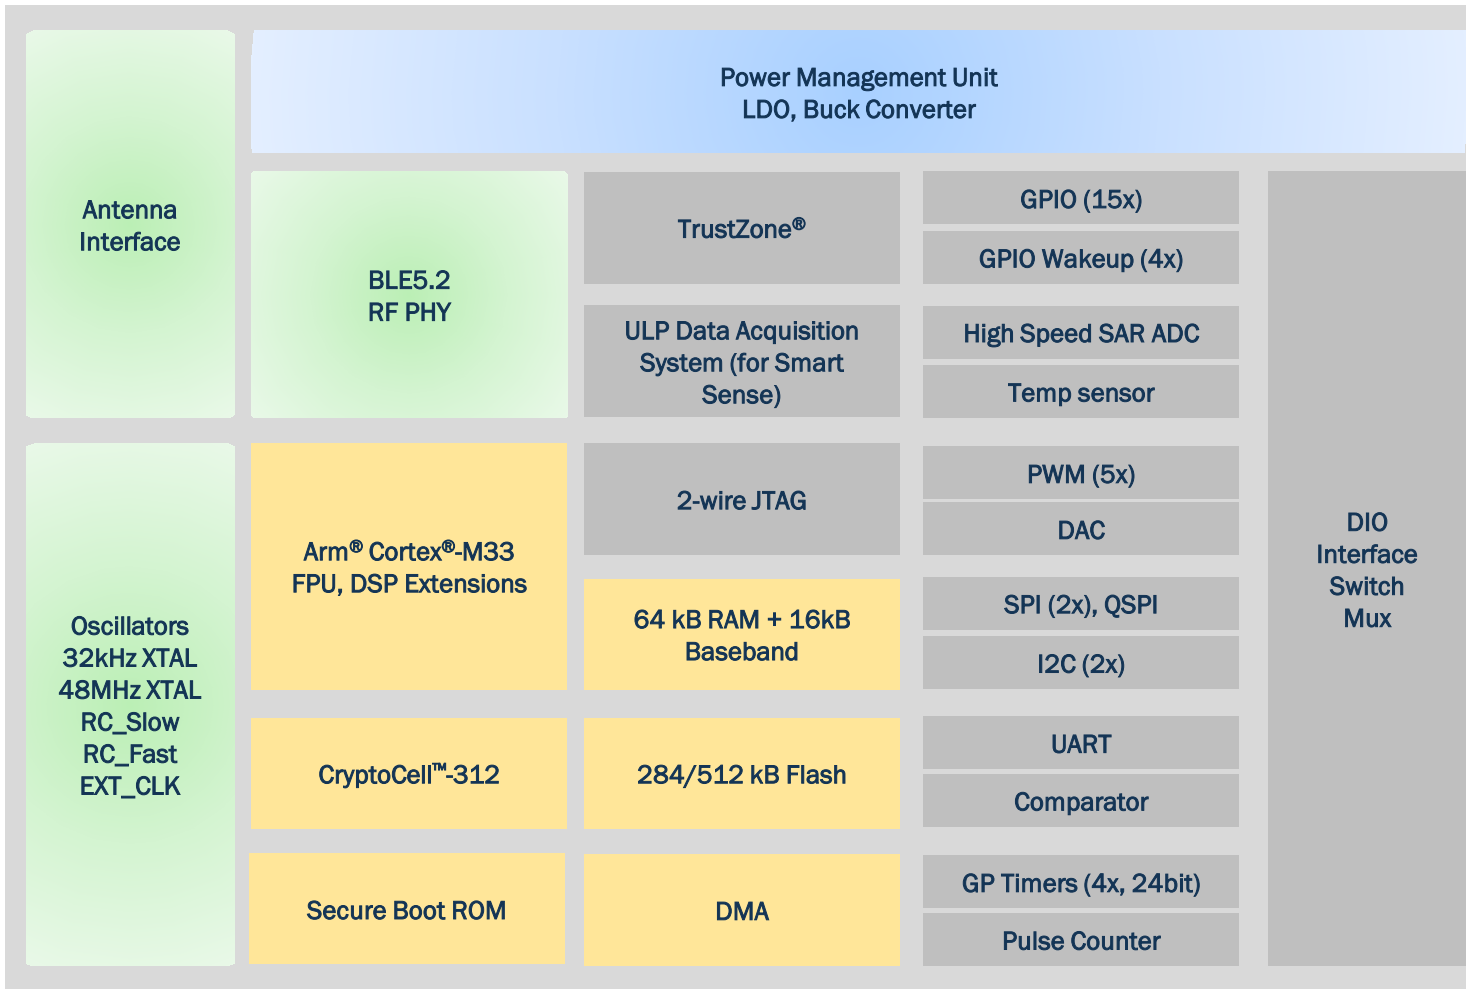 Power Management Unit
LDO, Buck Converter
Antenna
Interface
BLE5.2
RF PHY
TrustZone®
ULP Data Acquisition
System (for Smart
Sense)
GPIO (15x)
GPIO Wakeup (4x)
High Speed SAR ADC
Temp sensor
Oscillators
32kHz XTAL
48MHz XTAL
RC_Slow
RC_Fast
EXT_CLK
Arm® Cortex®-M33
FPU, DSP Extensions
2-wire JTAG
64 kB RAM + 16kB
Baseband
PWM (5x)
DAC
SPI (2x), QSPI
I2C (2x)
CryptoCell™-312
284/512 kB Flash
UART
Comparator
Secure Boot ROM
DMA
GP Timers (4x, 24bit)
Pulse Counter
DIO
Interface
Switch
Mux